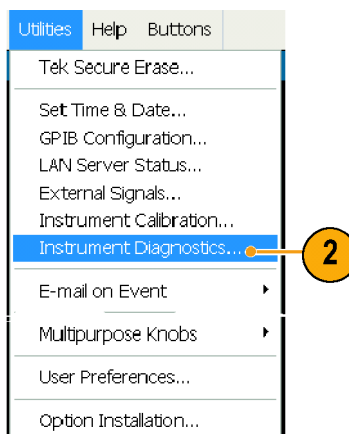 Utilities Help Buttons
Tek Secure Erase...
Set Time & Date...
GPIB Configuration...
LAN Server Status...
External Signals...
Instrument Calibration...
Instrument Diagnostics... 2
E-mail on Event
Multipurpose Knobs
User Preferences...
Option Installation...